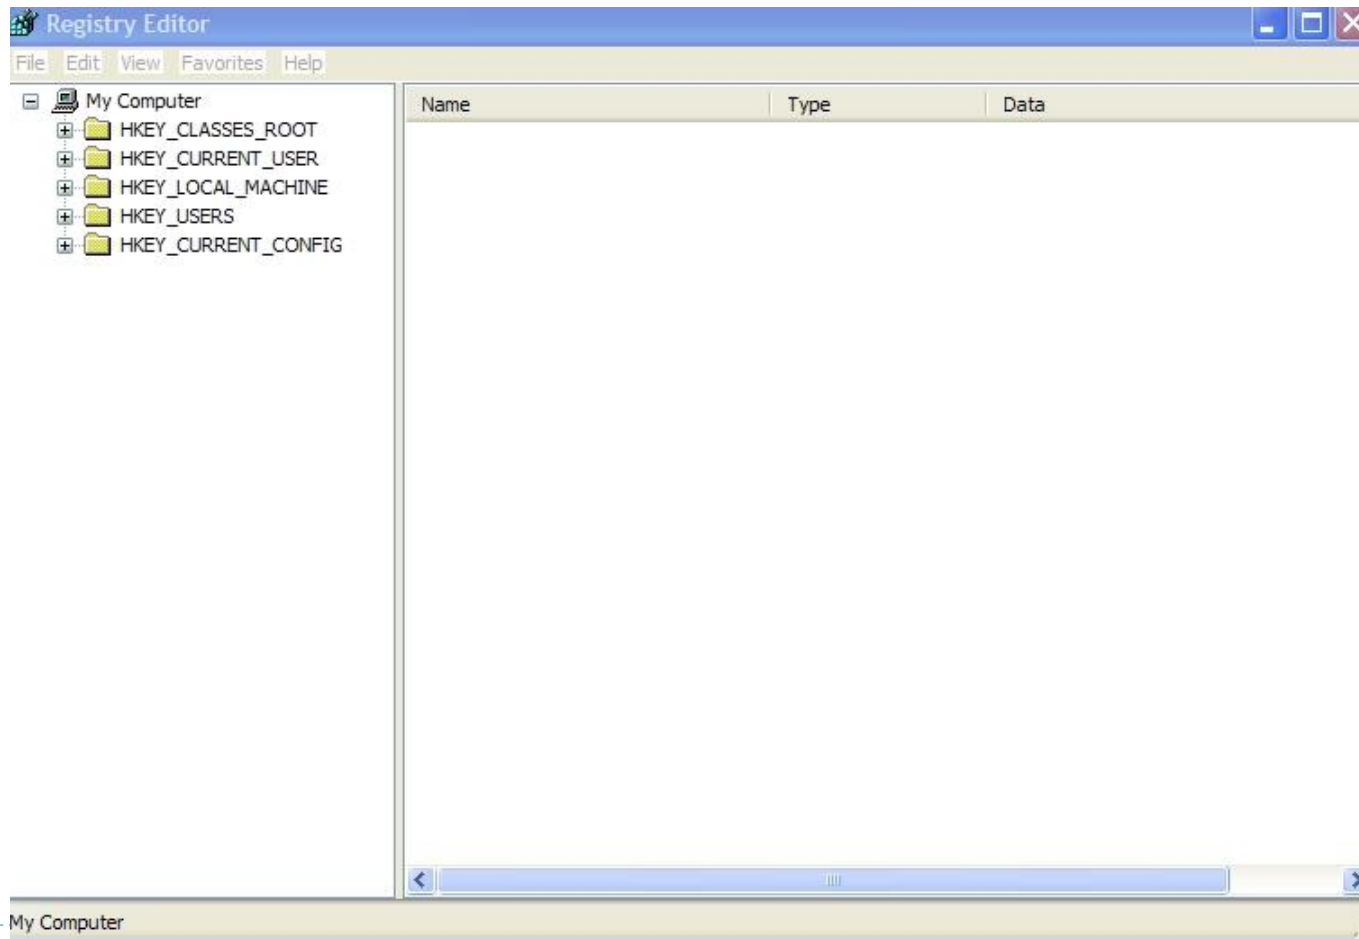 Registry Editor
File Edit View Favorites Help
My Computer
HKEY_CLASSES_ROOT
HKEY_CURRENT_USER
HKEY_LOCAL_MACHINE
HKEY_USERS
HKEY_CURRENT_CONFIG
Name Type Data
My Computer